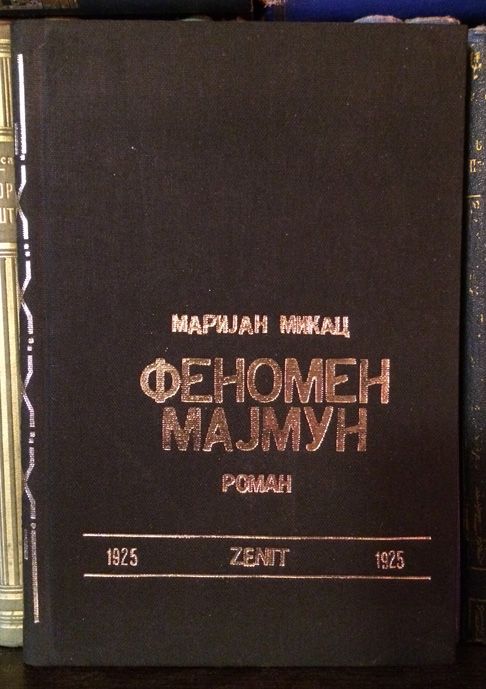 МАРИЈАН МИКАЦ
ФЕНОМЕН
МАЈМУН
РОМАН
1925 ZENIT 1925